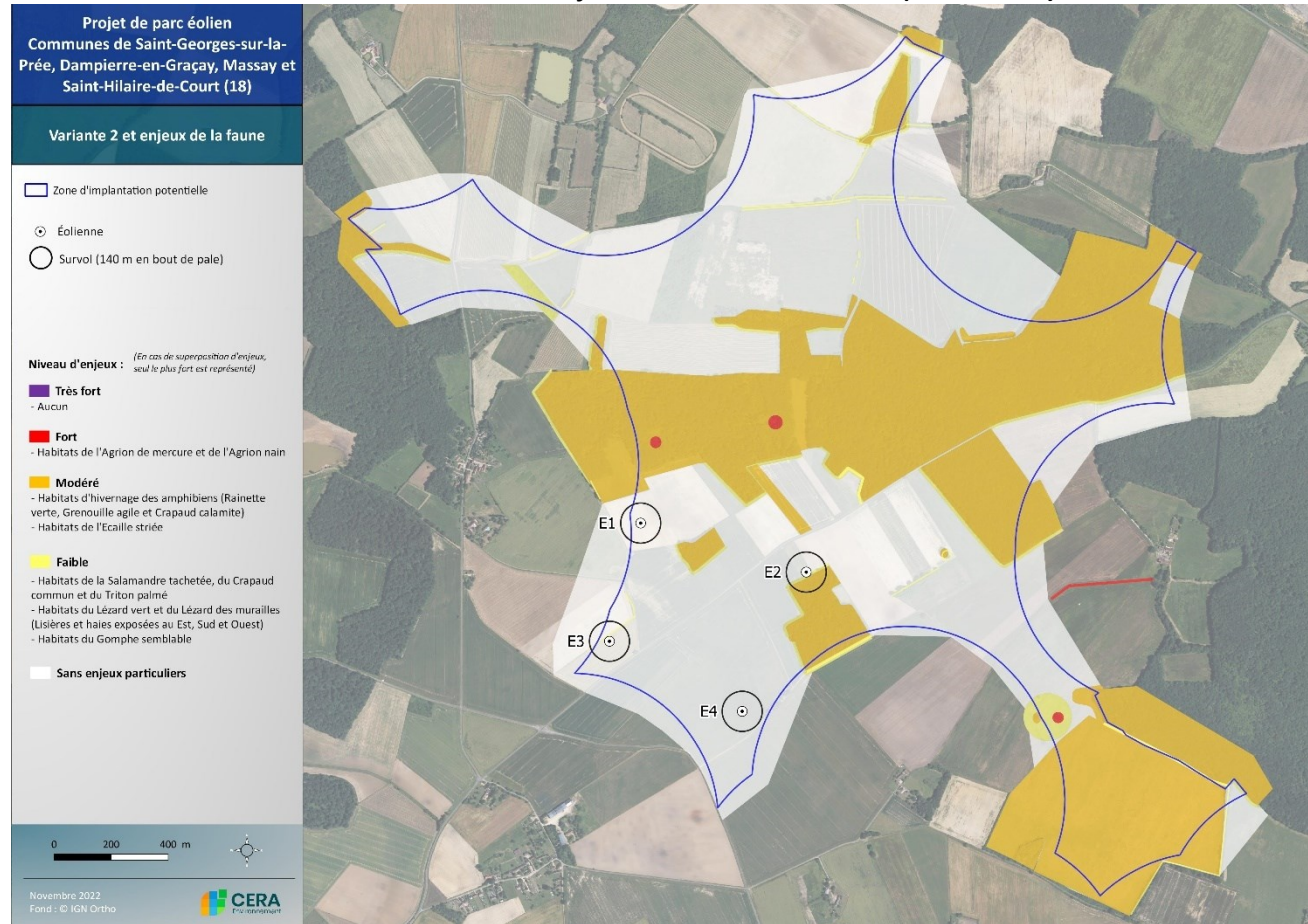 Projet de parc éolien
Communes de Saint-Georges-sur-la-
Prée, Dampierre-en-Graçay, Massay et
Saint-Hilaire-de-Court (18)
Variante 2 et enjeux de la faune
Zone d'implantation potentielle
Éolienne
Survol (140 m en bout de pale)
Niveau d'enjeux :
(En cas de superposition d'enjeux,
seul le plus fort est représenté)
Très fort
- Aucun
Fort
- Habitats de l'Agrion de mercure et de l'Agrion nain
Modéré
- Habitats d'hivernage des amphibiens (Rainette
verte, Grenouille agile et Crapaud calamite)
- Habitats de l'Ecaille striée
Faible
- Habitats de la Salamandre tachetée, du Crapaud
commun et du Triton palmé
- Habitats du Lézard vert et du Lézard des murailles
(Lisières et haies exposées au Est, Sud et Ouest)
- Habitats du Gomphe semblable
Sans enjeux particuliers
0 200 400 m
Novembre 2022
Fond : © IGN Ortho
CERA
Environnement
E1
E2
E3
E4